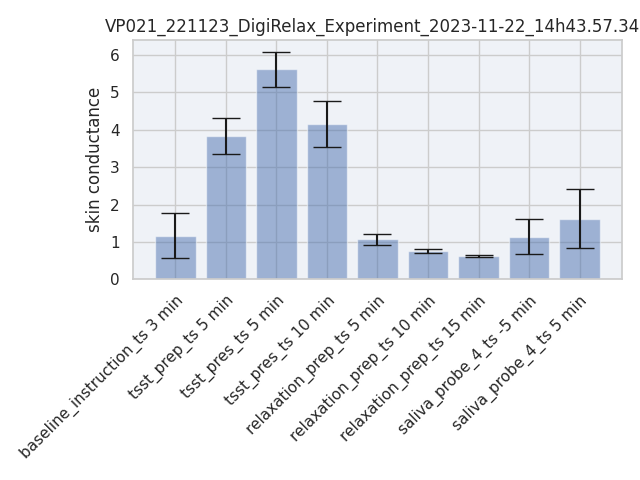 VP021_221123_DigiRelax_Experiment_2023-11-22_14h43.57.34
6
5
4
3
2
1
0
skin conductance
baseline_instruction_ts 3 min
tsst_prep_ts 5 min
tsst_pres_ts 5 min
tsst_pres_ts 10 min
relaxation_prep_ts 5 min
relaxation_prep_ts 10 min
relaxation_prep_ts 15 min
saliva_probe_4_ts -5 min
saliva_probe_4_ts 5 min